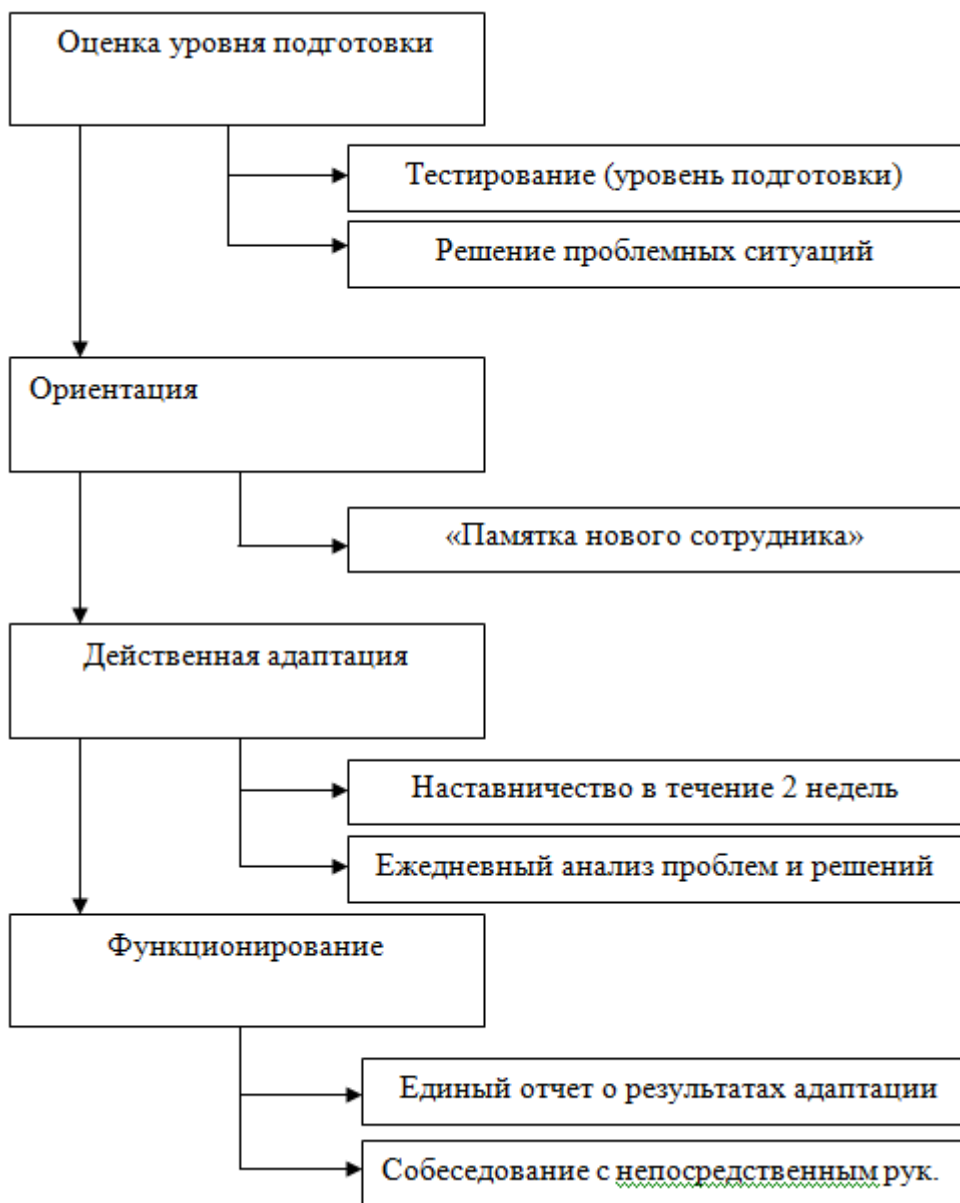 Оценка уровня подготовки
Тестирование (уровень подготовки)
Решение проблемных ситуаций
Ориентация
«Памятка нового сотрудника»
Действенная адаптация
Наставничество в течение 2 недель
Ежедневный анализ проблем и решений
Функционирование
Единый отчет о результатах адаптации
Собеседование с непосредственным рук.